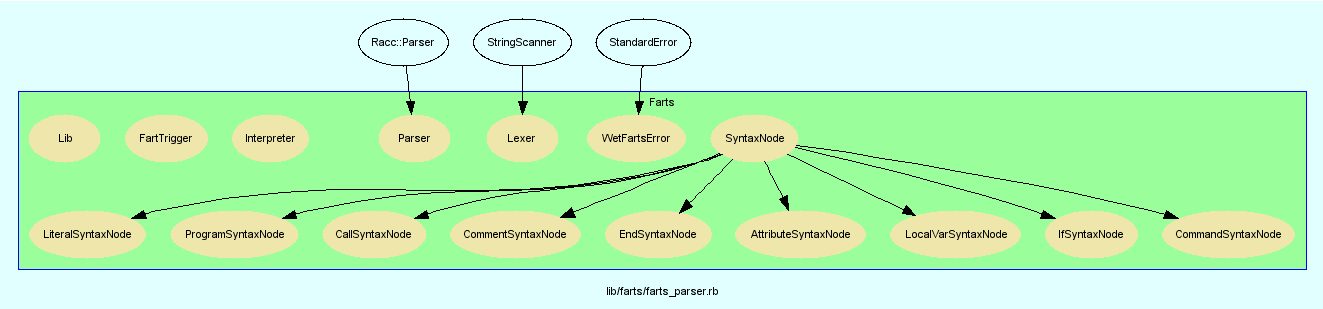 Racc::Parser
StringScanner
StandardError
Farts
Lib
FartTrigger
Interpreter
Parser
Lexer
WetFartsError
SyntaxNode
LiteralSyntaxNode
ProgramSyntaxNode
CallSyntaxNode
CommentSyntaxNode
EndSyntaxNode
AttributeSyntaxNode
LocalVarSyntaxNode
IfSyntaxNode
CommandSyntaxNode
lib/farts/farts_parser.rb